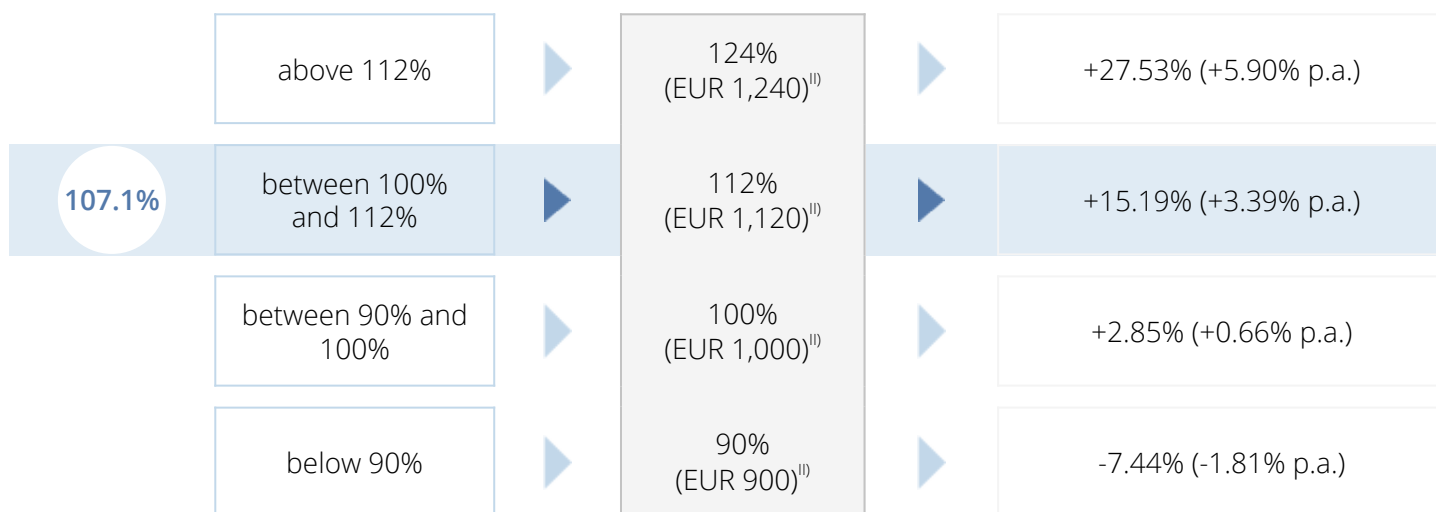 above 112%
124%
(EUR 1,240)II)
+27.53% (+5.90% p.a.)
107.1%
between 100%
and 112%
112%
(EUR 1,120)II)
+15.19% (+3.39% p.a.)
between 90% and
100%
100%
(EUR 1,000)II)
+2.85% (+0.66% p.a.)
below 90%
90%
(EUR 900)II)
-7.44% (-1.81% p.a.)